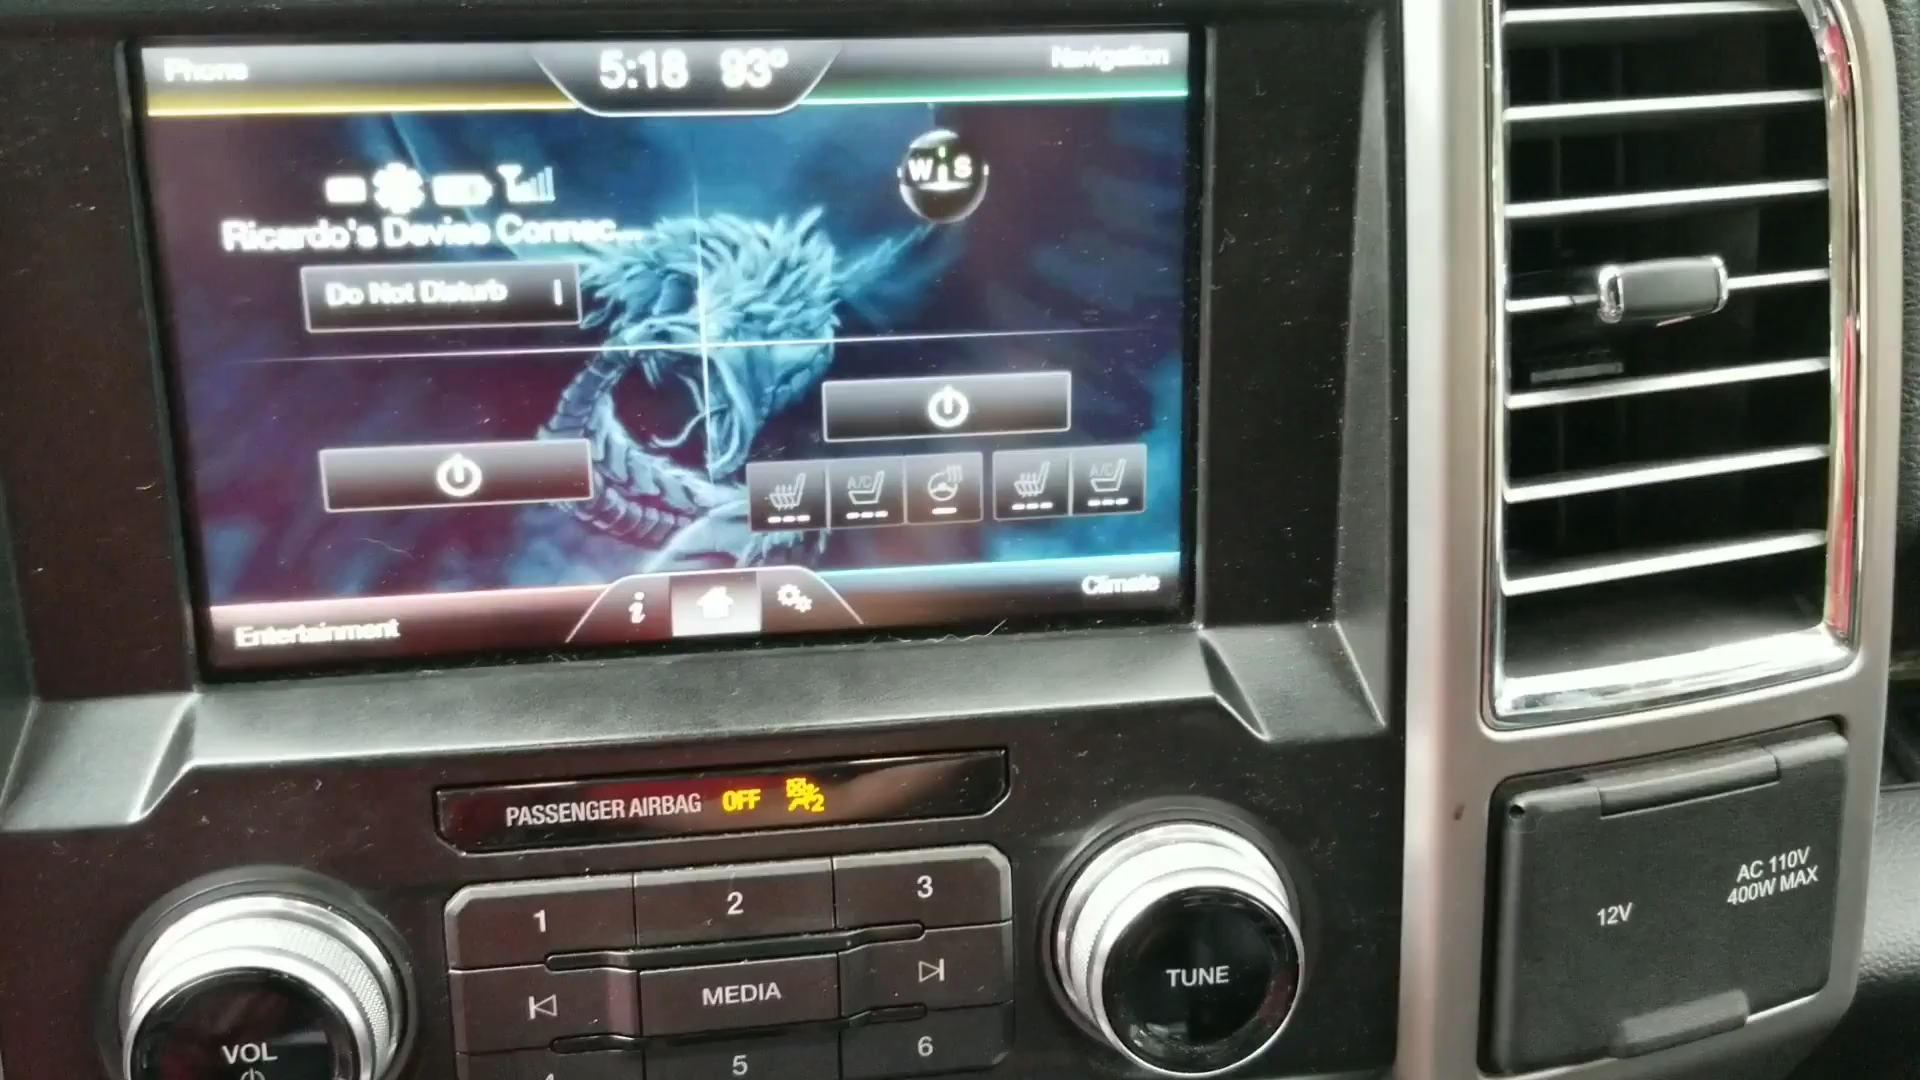 Phone
5:18 93°
Navigation
W S
Ricardo's Device Connec...
Do Not Disturb
A/C
A/C
Entertainment
i
Climate
PASSENGER AIRBAG OFF
2
1
2
3
MEDIA
5
6
VOL
TUNE
12V
AC 110V
400W MAX